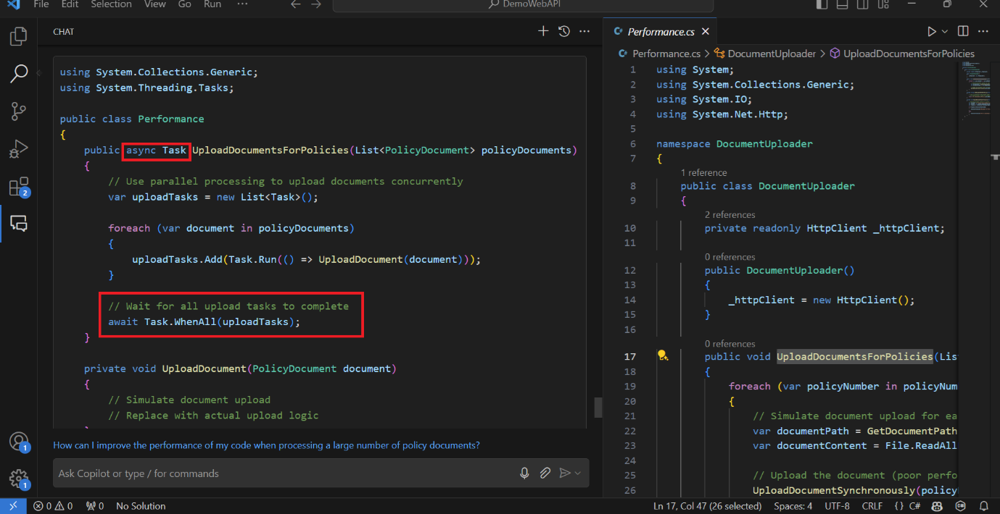 File Edit Selection View Go Run ···
DemoWebAPI
CHAT
using System.Collections.Generic;
using System.Threading.Tasks;
public class Performance
{
public async Task UploadDocumentsForPolicies(List<PolicyDocument> policyDocuments)
{
// Use parallel processing to upload documents concurrently
var uploadTasks = new List<Task>();
foreach (var document in policyDocuments)
{
uploadTasks.Add(Task.Run(() => UploadDocument(document)));
}
// Wait for all upload tasks to complete
await Task.WhenAll(uploadTasks);
}
private void UploadDocument(PolicyDocument document)
{
// Simulate document upload
// Replace with actual upload logic
How can I improve the performance of my code when processing a large number of policy documents?
Ask Copilot or type / for commands
2
1
1
Performance.cs
Performance.cs > DocumentUploader > UploadDocumentsForPolicies
1 using System;
2 using System.Collections.Generic;
3 using System.IO;
4 using System.Net.Http;
5
6 namespace DocumentUploader
7 {
1 reference
8 public class DocumentUploader
9 {
2 references
10 private readonly HttpClient _httpClient;
11
0 references
12 public DocumentUploader()
13 {
14 _httpClient = new HttpClient();
15 }
16
0 references
17 public void UploadDocumentsForPolicies(Lis
18 {
19 foreach (var policyNumber in policyNum
20 {
21 // Simulate document upload for ea
22 var documentPath = GetDocumentPath
23 var documentContent = File.ReadAll
24
25 // Upload the document (poor perfo
26 UploadDocumentSynchronously(policy
0 0 0 No Solution
Ln 17, Col 47 (26 selected) Spaces: 4 UTF-8 CRLF {} C#